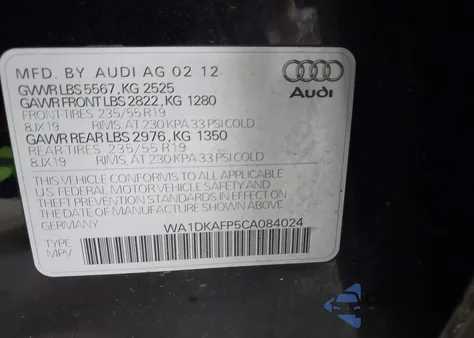 MFD. BY AUDI AG 02 12
GVWR LBS 5567, KG 2525
GAWR FRONT LBS 2822, KG 1280
FRONT TIRES 235/55 R19
8JX19 RIMS, AT 230 KPA 33 PSI COLD
GAWR REAR LBS 2976, KG 1350
REAR TIRES 235/55 R19
8JX19 RIMS, AT 230 KPA 33 PSI COLD
THIS VEHICLE CONFORMS TO ALL APPLICABLE
U.S. FEDERAL MOTOR VEHICLE SAFETY AND
THEFT PREVENTION STANDARDS IN EFFECT ON
THE DATE OF MANUFACTURE SHOWN ABOVE
GERMANY WA1DKAFP5CA084024
TYPE
MPV
Audi